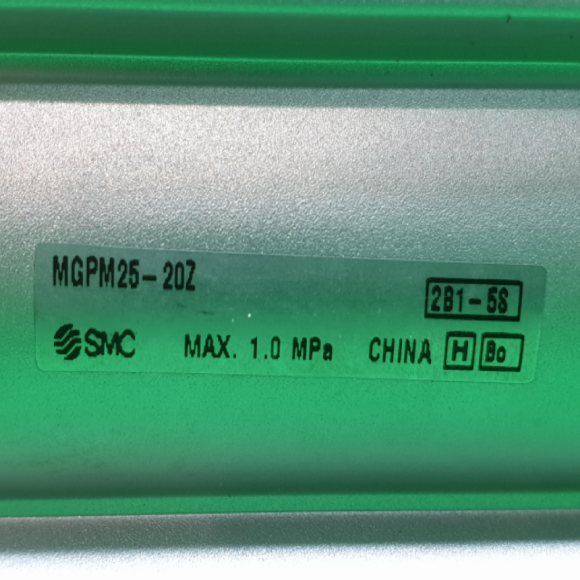 MGPM25-20Z
2B1-5S
SMC MAX. 1.0 MPa CHINA H Bo